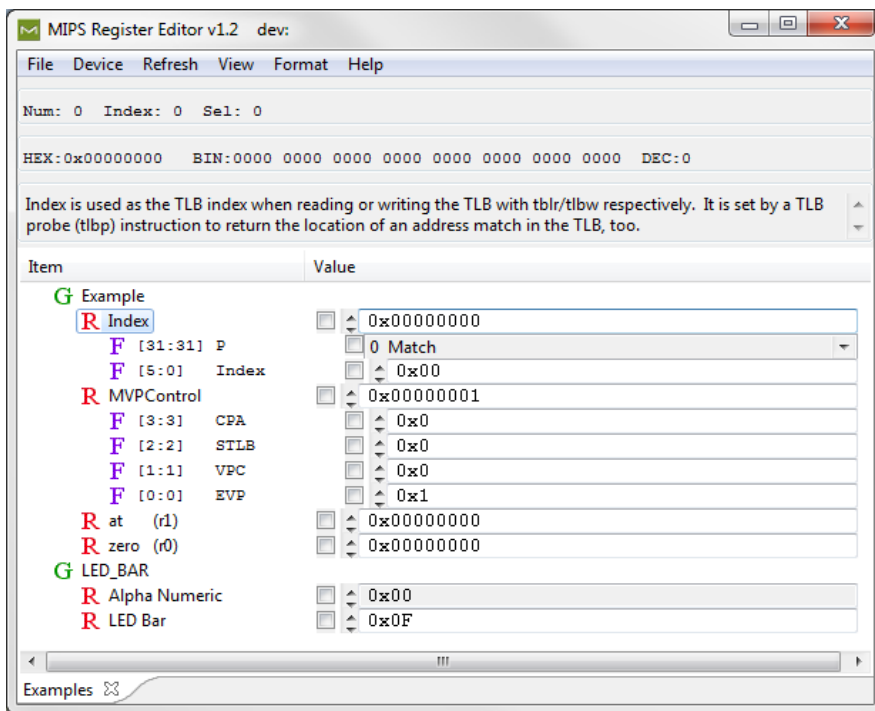 MIPS Register Editor v1.2 dev:
File Device Refresh View Format Help
Num: 0 Index: 0 Sel: 0
HEX:0x00000000 BIN:0000 0000 0000 0000 0000 0000 0000 0000 DEC:0
Index is used as the TLB index when reading or writing the TLB with tblr/tlbw respectively. It is set by a TLB
probe (tlbp) instruction to return the location of an address match in the TLB, too.
Item Value
G Example
R Index 0x00000000
F [31:31] P 0 Match
F [5:0] Index 0x00
R MVPControl 0x00000001
F [3:3] CPA 0x0
F [2:2] STLB 0x0
F [1:1] VPC 0x0
F [0:0] EVP 0x1
R at (r1) 0x00000000
R zero (r0) 0x00000000
G LED_BAR
R Alpha Numeric 0x00
R LED Bar 0x0F
Examples